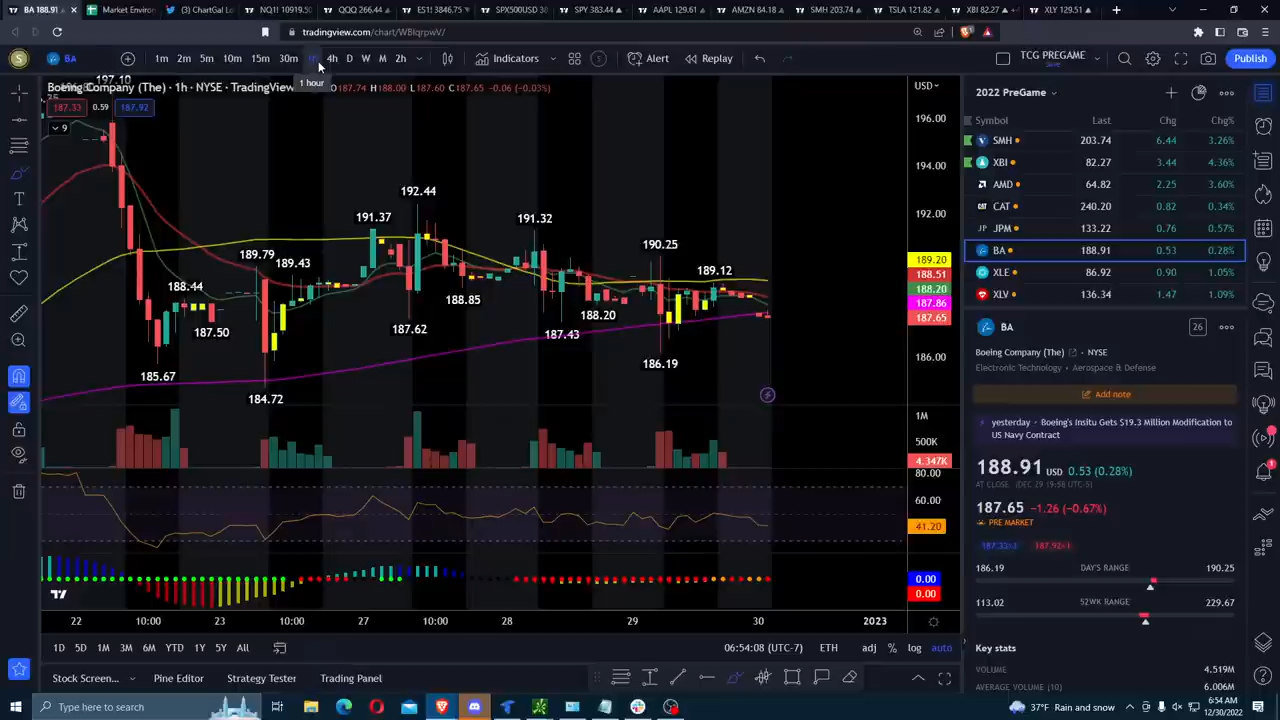 BA 188.91
Market Environ
ChartGal Lo
NQ1! 10919.50
QQQ 266.44
ES1! 3846.75
SPX500USD 38
SPY 383.44
AAPL 129.61
AMZN 84.18
SMH 203.74
TSLA 121.82
XBI 82.27
XLY 129.51
tradingview.com/chart/WBIqrpwV/
S BA 1m 2m 5m 10m 15m 30m 1h 4h D W M 2h Indicators Alert Replay TCG PREGAME Save Publish
1 hour
Boeing Company (The) · 1h · NYSE · TradingView O187.74 H188.00 L187.60 C187.65 -0.06 (-0.03%)
187.33 0.59 187.92
9
197.10
188.44
187.50
185.67
189.79
189.43
184.72
191.37
192.44
187.62
188.85
191.32
187.43
188.20
190.25
186.19
189.12
USD
196.00
194.00
192.00
189.20
188.51
188.20
187.86
187.65
186.00
1M
500K
4.347K
80.00
60.00
41.20
0.00
0.00
22 10:00 23 10:00 27 10:00 28 29 30 2023
1D 5D 1M 3M 6M YTD 1Y 5Y All
06:54:08 (UTC-7) ETH adj % log auto
Stock Screen... Pine Editor Strategy Tester Trading Panel
2022 PreGame
Symbol Last Chg Chg%
SMH 203.74 6.44 3.26%
XBI 82.27 3.44 4.36%
AMD 64.82 2.25 3.60%
CAT 240.20 0.82 0.34%
JPM 133.22 0.76 0.57%
BA 188.91 0.53 0.28%
XLE 86.92 0.90 1.05%
XLV 136.34 1.47 1.09%
BA 26
Boeing Company (The) · NYSE
Electronic Technology · Aerospace & Defense
Add note
yesterday · Boeing's Insitu Gets $19.3 Million Modification to
US Navy Contract
188.91 USD 0.53 (0.28%)
AT CLOSE (DEC 29 19:58 UTC-5)
187.65 −1.26 (−0.67%)
PRE MARKET
186.19 DAY'S RANGE 190.25
113.02 52WK RANGE 229.67
Key stats
VOLUME 4.519M
AVERAGE VOLUME (10) 6.006M
Type here to search
37°F Rain and snow
6:54 AM
12/30/2022